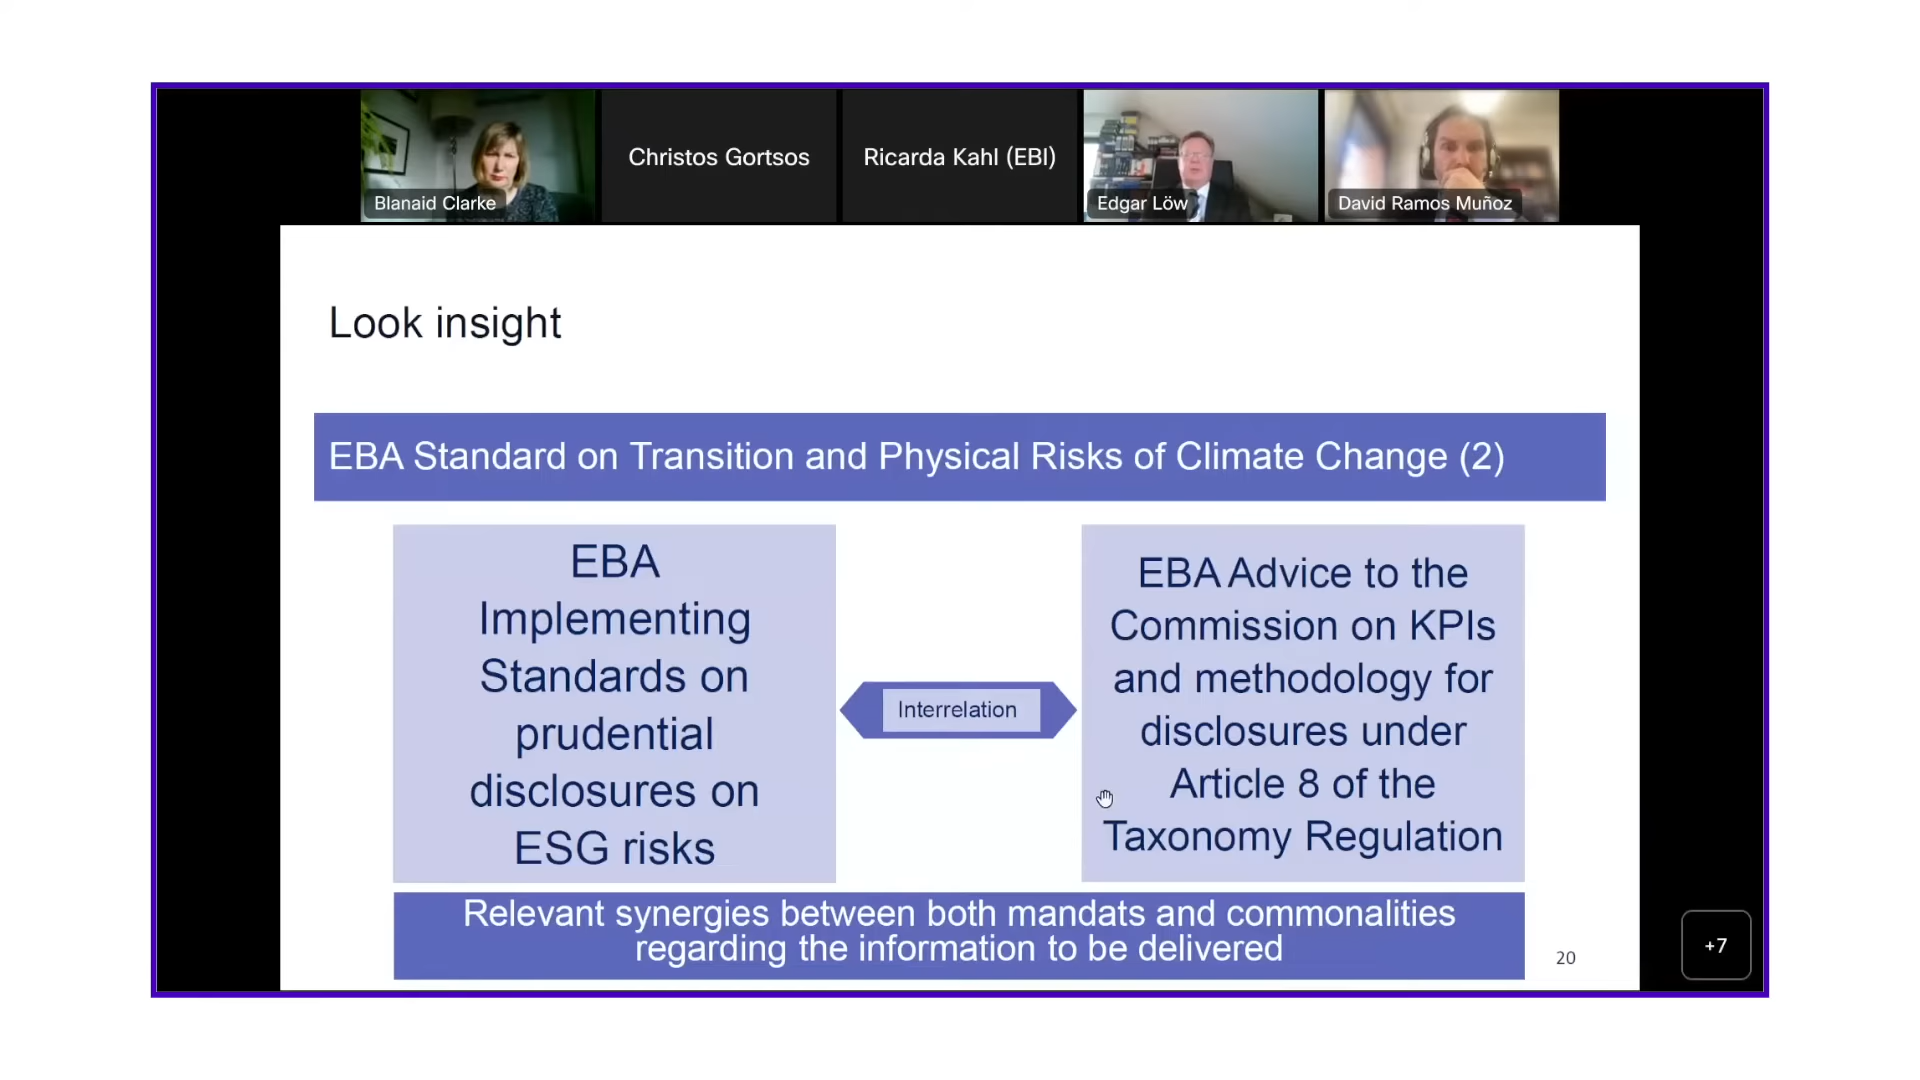 Blanaid Clarke
Christos Gortsos
Ricarda Kahl (EBI)
Edgar Löw
David Ramos Muñoz
Look insight
EBA Standard on Transition and Physical Risks of Climate Change (2)
EBA
Implementing
Standards on
prudential
disclosures on
ESG risks
Interrelation
EBA Advice to the
Commission on KPIs
and methodology for
disclosures under
Article 8 of the
Taxonomy Regulation
Relevant synergies between both mandats and commonalities
regarding the information to be delivered
20
+7